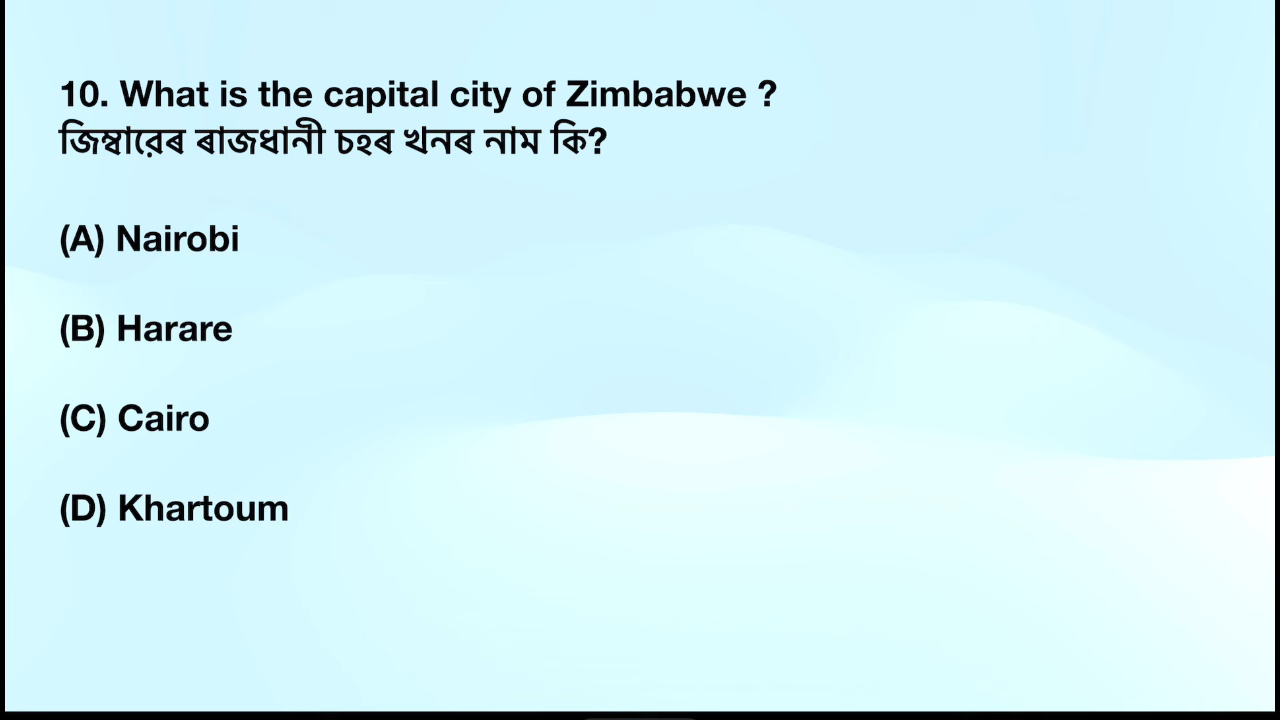 10. What is the capital city of Zimbabwe ?
জিম্বাৱেৰ ৰাজধানী চহৰ খনৰ নাম কি?
(A) Nairobi
(B) Harare
(C) Cairo
(D) Khartoum